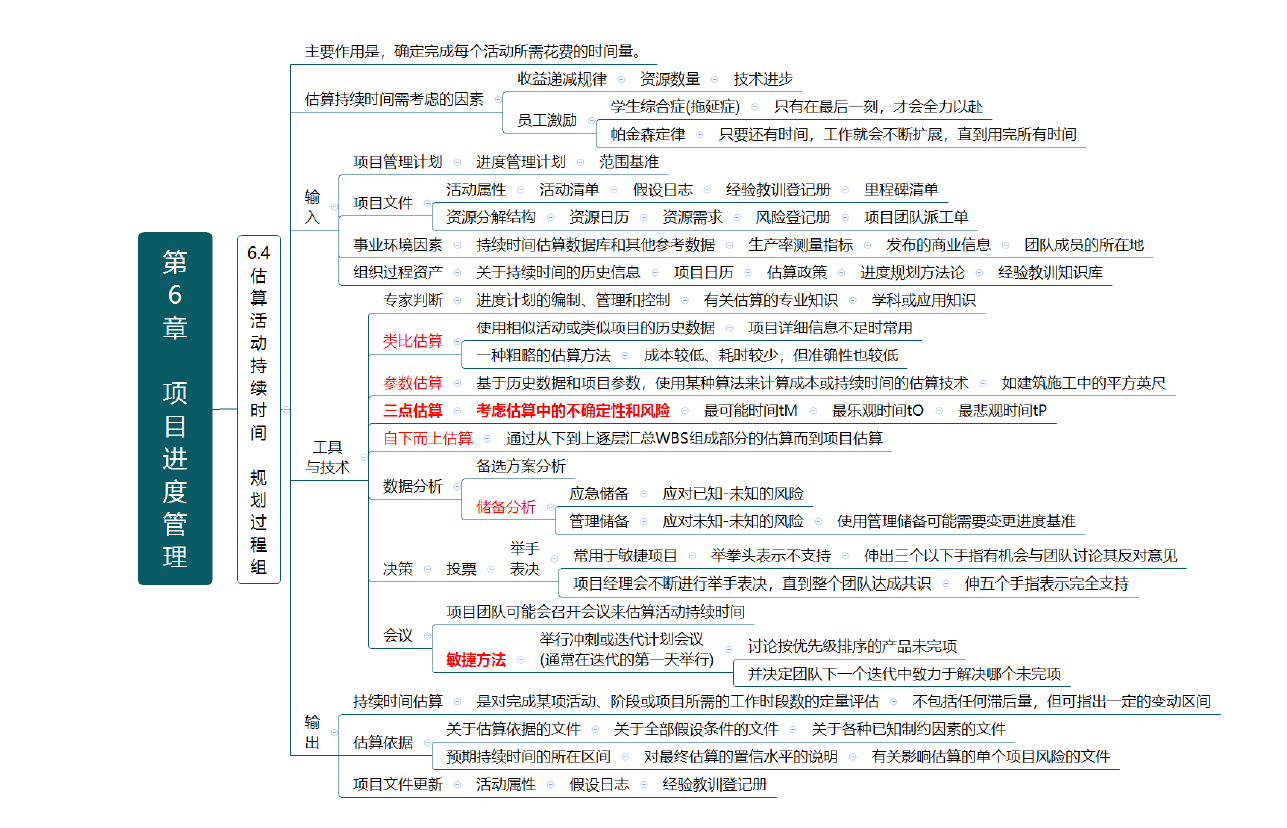 第6章 项目进度管理
6.4 估算活动持续时间 规划过程组
主要作用是，确定完成每个活动所需花费的时间量。
估算持续时间需考虑的因素
收益递减规律 资源数量 技术进步
员工激励
学生综合症(拖延症) 只有在最后一刻，才会全力以赴
帕金森定律 只要还有时间，工作就会不断扩展，直到用完所有时间
输入
项目管理计划 进度管理计划 范围基准
项目文件
活动属性 活动清单 假设日志 经验教训登记册 里程碑清单
资源分解结构 资源日历 资源需求 风险登记册 项目团队派工单
事业环境因素 持续时间估算数据库和其他参考数据 生产率测量指标 发布的商业信息 团队成员的所在地
组织过程资产 关于持续时间的历史信息 项目日历 估算政策 进度规划方法论 经验教训知识库
工具
与技术
专家判断 进度计划的编制、管理和控制 有关估算的专业知识 学科或应用知识
类比估算
使用相似活动或类似项目的历史数据 项目详细信息不足时常用
一种粗略的估算方法 成本较低、耗时较少，但准确性也较低
参数估算 基于历史数据和项目参数，使用某种算法来计算成本或持续时间的估算技术 如建筑施工中的平方英尺
三点估算 考虑估算中的不确定性和风险 最可能时间tM 最乐观时间tO 最悲观时间tP
自下而上估算 通过从下到上逐层汇总WBS组成部分的估算而到项目估算
数据分析
备选方案分析
储备分析
应急储备 应对已知-未知的风险
管理储备 应对未知-未知的风险 使用管理储备可能需要变更进度基准
决策 投票
举手
表决
常用于敏捷项目 举拳头表示不支持 伸出三个以下手指有机会与团队讨论其反对意见
项目经理会不断进行举手表决，直到整个团队达成共识 伸五个手指表示完全支持
会议
项目团队可能会召开会议来估算活动持续时间
敏捷方法
举行冲刺或迭代计划会议
(通常在迭代的第一天举行)
讨论按优先级排序的产品未完项
并决定团队下一个迭代中致力于解决哪个未完项
输出
持续时间估算 是对完成某项活动、阶段或项目所需的工作时段数的定量评估 不包括任何滞后量，但可指出一定的变动区间
估算依据
关于估算依据的文件 关于全部假设条件的文件 关于各种已知制约因素的文件
预期持续时间的所在区间 对最终估算的置信水平的说明 有关影响估算的单个项目风险的文件
项目文件更新 活动属性 假设日志 经验教训登记册